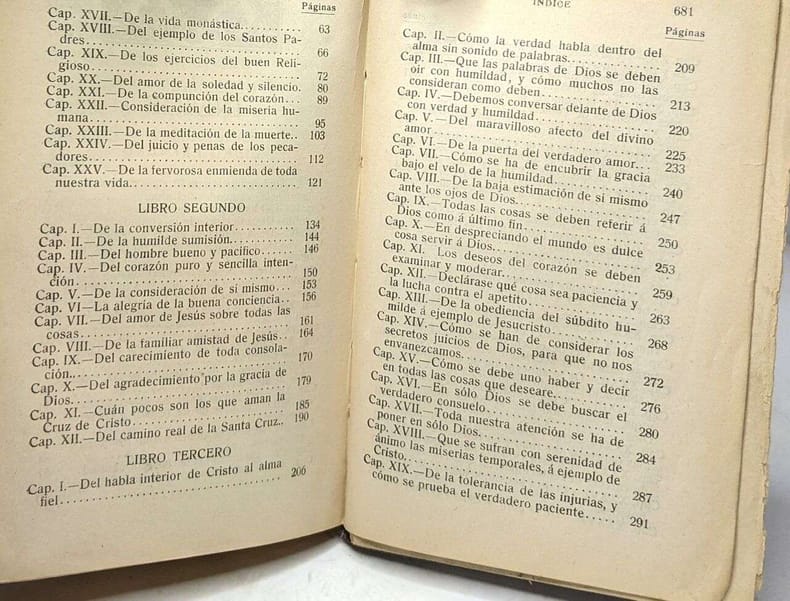 Páginas
Cap. XVII.—De la vida monástica... 63
Cap. XVIII.—Del ejemplo de los Santos Pa-
dres... 66
Cap. XIX.—De los ejercicios del buen Reli-
gioso... 72
Cap. XX.—Del amor de la soledad y silencio. 80
Cap. XXI.—De la compunción del corazón... 89
Cap. XXII.—Consideración de la miseria hu-
mana... 95
Cap. XXIII.—De la meditación de la muerte.. 103
Cap. XXIV.—Del juicio y penas de los peca-
dores... 112
Cap. XXV.—De la fervorosa enmienda de toda
nuestra vida... 121
LIBRO SEGUNDO
Cap. I.—De la conversión interior... 134
Cap. II.—De la humilde sumisión... 144
Cap. III.—Del hombre bueno y pacífico... 146
Cap. IV.—Del corazón puro y sencilla inten-
ción... 150
Cap. V.—De la consideración de si mismo... 153
Cap. VI—La alegría de la buena conciencia.. 156
Cap. VII.—Del amor de Jesús sobre todas las
cosas... 161
Cap. VIII.—De la familiar amistad de Jesús.. 164
Cap. IX.—Del carecimiento de toda consola-
ción... 170
Cap. X.—Del agradecimiento por la gracia de
Dios... 179
Cap. XI.—Cuán pocos son los que aman la
Cruz de Cristo... 185
Cap. XII.—Del camino real de la Santa Cruz.. 190
LIBRO TERCERO
Cap. I.—Del habla interior de Cristo al alma
fiel... 206
ÍNDICE 681
Páginas
Cap. II.—Cómo la verdad habla dentro del
alma sin sonido de palabras... 209
Cap. III.—Que las palabras de Dios se deben
oir con humildad, y cómo muchos no las
consideran como deben... 213
Cap. IV.—Debemos conversar delante de Dios
con verdad y humildad... 220
Cap. V.—Del maravilloso afecto del divino
amor... 225
Cap. VI.—De la puerta del verdadero amor... 233
Cap. VII.—Cómo se ha de encubrir la gracia
bajo el velo de la humildad... 240
Cap. VIII.—De la baja estimación de sí mismo
ante los ojos de Dios... 247
Cap. IX.—Todas las cosas se deben referir á
Dios como á último fin... 250
Cap. X.—En despreciando el mundo es dulce
cosa servir á Dios... 253
Cap. XI. Los deseos del corazón se deben
examinar y moderar... 259
Cap. XII.—Declárase qué cosa sea paciencia y
la lucha contra el apetito... 263
Cap. XIII.—De la obediencia del súbdito hu-
milde á ejemplo de Jesucristo... 268
Cap. XIV.—Cómo se han de considerar los
secretos juicios de Dios, para que no nos
envanezcamos... 272
Cap. XV.—Cómo se debe uno haber y decir
en todas las cosas que deseare... 276
Cap. XVI.—En sólo Dios se debe buscar el
verdadero consuelo... 280
Cap. XVII.—Toda nuestra atención se ha de
poner en sólo Dios... 284
Cap. XVIII.—Que se sufran con serenidad de
ánimo las miserias temporales, á ejemplo de
Cristo... 287
Cap. XIX.—De la tolerancia de las injurias, y
cómo se prueba el verdadero paciente... 291